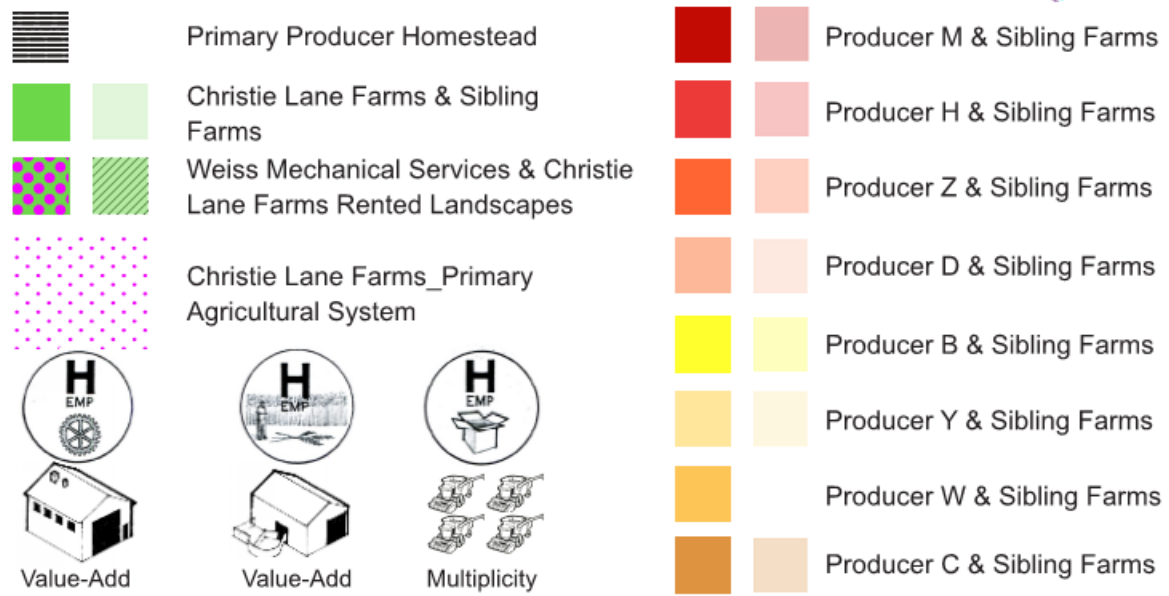 Primary Producer Homestead
Christie Lane Farms & Sibling
Farms
Weiss Mechanical Services & Christie
Lane Farms Rented Landscapes
Christie Lane Farms_Primary
Agricultural System
H
EMP
H
EMP
H
EMP
Value-Add
Value-Add
Multiplicity
Producer M & Sibling Farms
Producer H & Sibling Farms
Producer Z & Sibling Farms
Producer D & Sibling Farms
Producer B & Sibling Farms
Producer Y & Sibling Farms
Producer W & Sibling Farms
Producer C & Sibling Farms